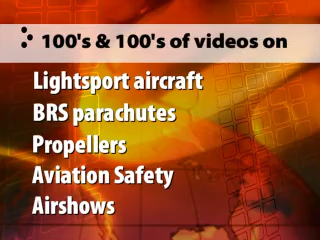 100's & 100's of videos on
Lightsport aircraft
BRS parachutes
Propellers
Aviation Safety
Airshows